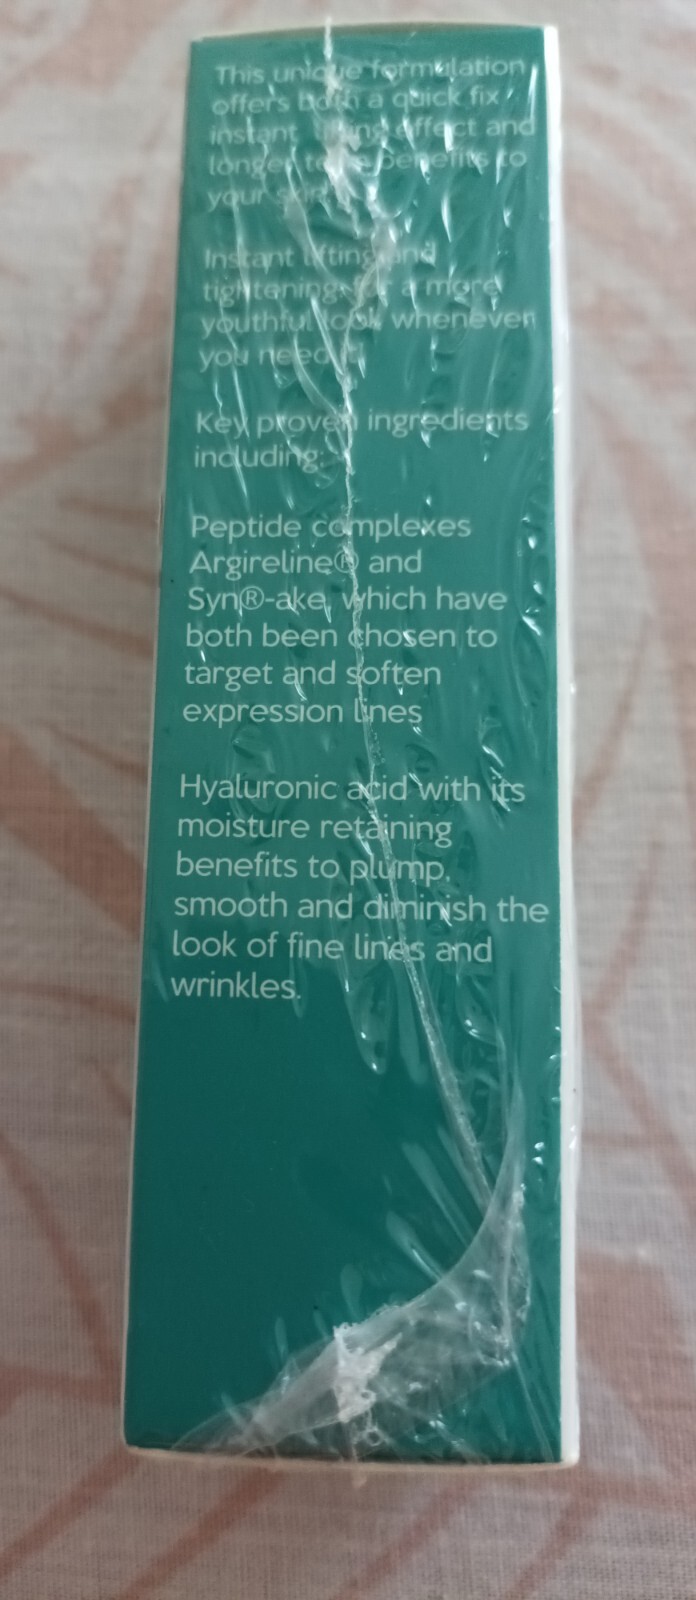 This unique formulation
offers both a quick fix
instant lifting effect and
longer term benefits to
your skin.
Instant lifting and
tightening for a more
youthful look whenever
you need it.
Key proven ingredients
including:
Peptide complexes
Argireline® and
Syn®-ake, which have
both been chosen to
target and soften
expression lines
Hyaluronic acid with its
moisture retaining
benefits to plump,
smooth and diminish the
look of fine lines and
wrinkles.